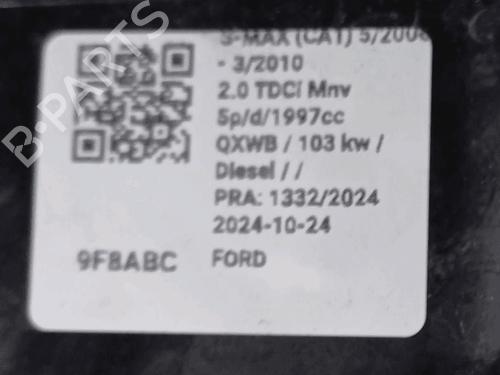 S-MAX (CA1) 5/2006
- 3/2010
2.0 TDCi Mnv
5p/d/1997cc
QXWB / 103 kw /
Diesel / /
PRA: 1332/2024
2024-10-24
9F8ABC FORD
B-PARTS